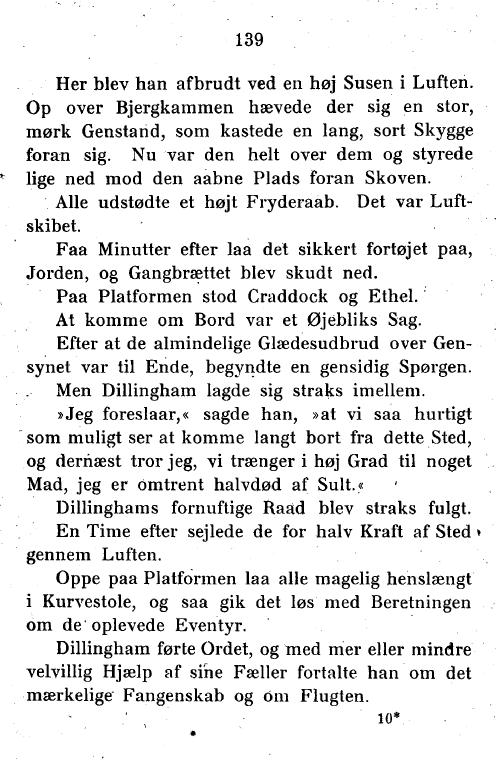 139
Her blev han afbrudt ved en høj Susen i Luften.
Op over Bjergkammen hævede der sig en stor,
mørk Genstand, som kastede en lang, sort Skygge
foran sig. Nu var den helt over dem og styrede
lige ned mod den aabne Plads foran Skoven.
Alle udstødte et højt Fryderaab. Det var Luft-
skibet.
Faa Minutter efter laa det sikkert fortøjet paa,
Jorden, og Gangbrættet blev skudt ned.
Paa Platformen stod Craddock og Ethel.
At komme om Bord var et Øjebliks Sag.
Efter at de almindelige Glædesudbrud over Gen-
synet var til Ende, begyndte en gensidig Spørgen.
Men Dillingham lagde sig straks imellem.
»Jeg foreslaar,« sagde han, »at vi saa hurtigt
som muligt ser at komme langt bort fra dette Sted,
og dernæst tror jeg, vi trænger i høj Grad til noget
Mad, jeg er omtrent halvdød af Sult.«
Dillinghams fornuftige Raad blev straks fulgt.
En Time efter sejlede de for halv Kraft af Sted
gennem Luften.
Oppe paa Platformen laa alle magelig henslængt
i Kurvestole, og saa gik det løs med Beretningen
om de oplevede Eventyr.
Dillingham førte Ordet, og med mer eller mindre
velvillig Hjælp af sine Fæller fortalte han om det
mærkelige Fangenskab og om Flugten.
10*